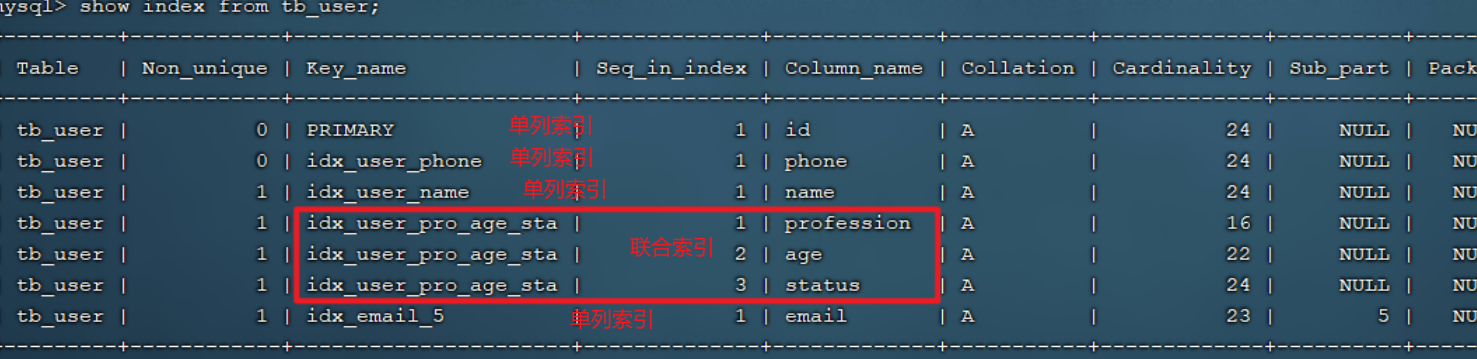 mysql> show index from tb_user;
Table | Non_unique | Key_name | Seq_in_index | Column_name | Collation | Cardinality | Sub_part | Pack
tb_user | 0 | PRIMARY 单列索引 | 1 | id | A | 24 | NULL | NU
tb_user | 0 | idx_user_phone 单列索引 | 1 | phone | A | 24 | NULL | NU
tb_user | 1 | idx_user_name 单列索引 | 1 | name | A | 24 | NULL | NU
tb_user | 1 | idx_user_pro_age_sta | 1 | profession | A | 16 | NULL | NU
tb_user | 1 | idx_user_pro_age_sta | 联合索引 2 | age | A | 22 | NULL | NU
tb_user | 1 | idx_user_pro_age_sta | 3 | status | A | 24 | NULL | NU
tb_user | 1 | idx_email_5 单列索引 | 1 | email | A | 23 | 5 | NU